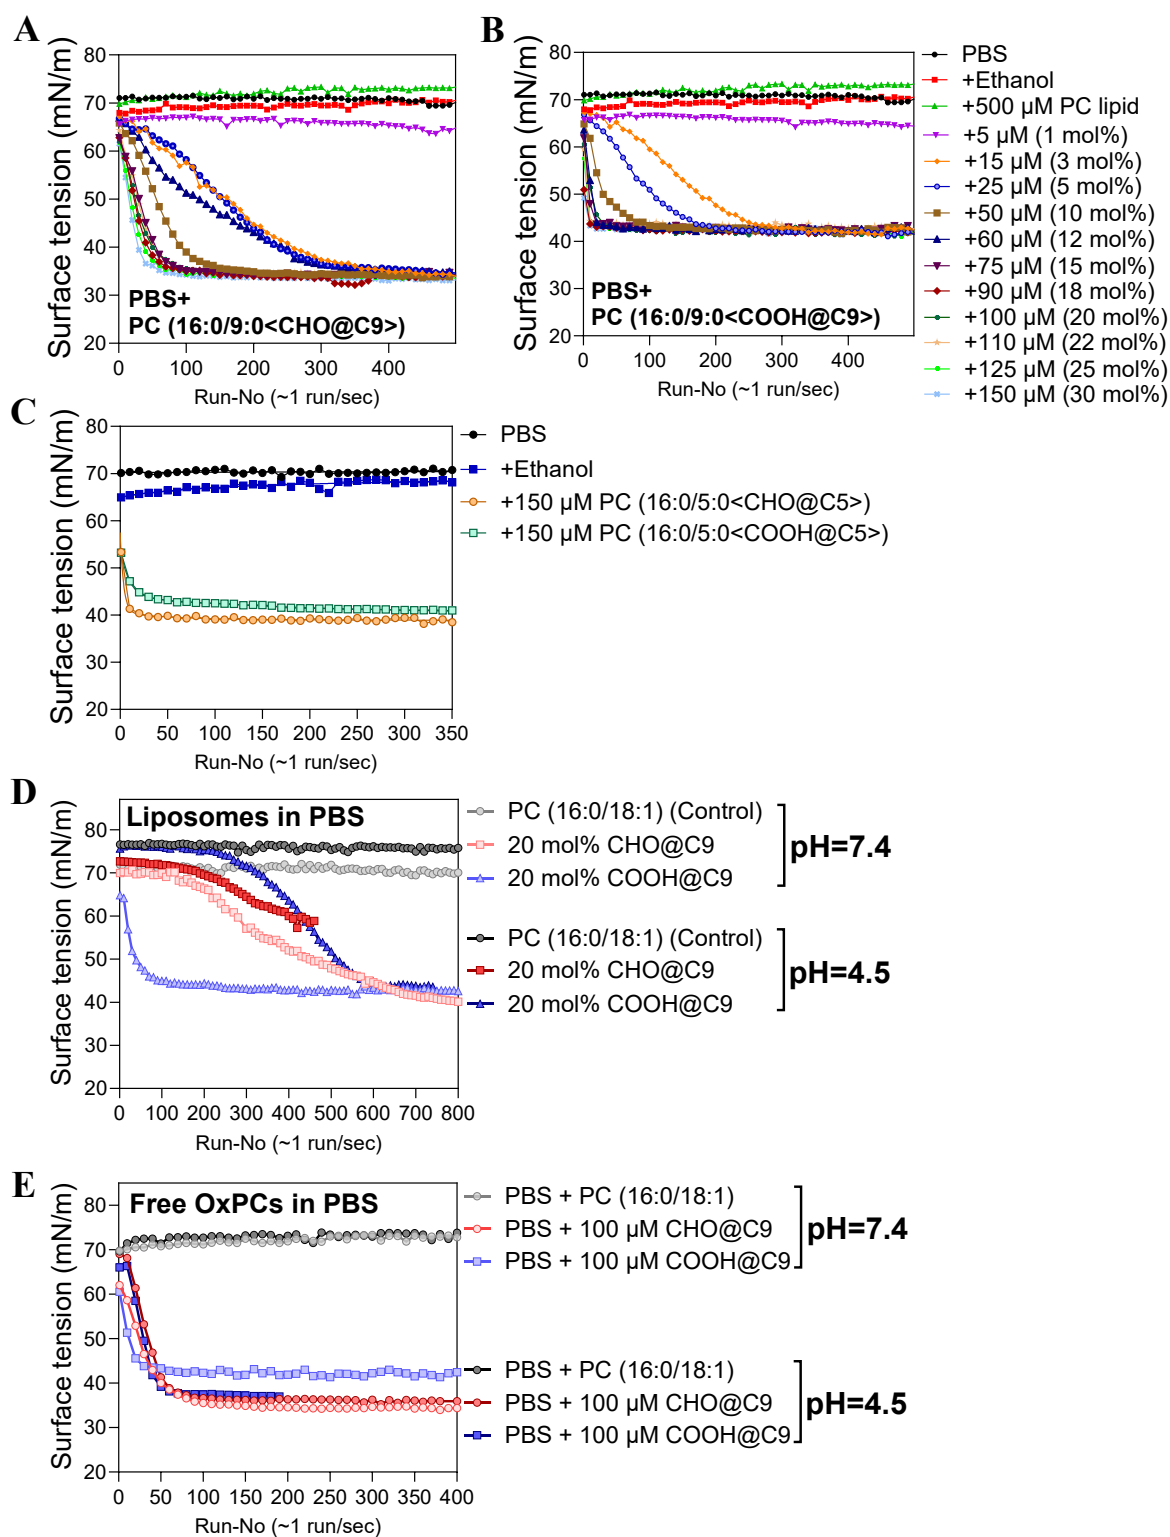 A
Surface tension (mN/m)
80
70
60
50
40
30
20
PBS+
PC (16:0/9:0<CHO@C9>)
0 100 200 300 400
Run-No (~1 run/sec)
B
Surface tension (mN/m)
80
70
60
50
40
30
20
PBS+
PC (16:0/9:0<COOH@C9>)
0 100 200 300 400
Run-No (~1 run/sec)
PBS
+Ethanol
+500 µM PC lipid
+5 µM (1 mol%)
+15 µM (3 mol%)
+25 µM (5 mol%)
+50 µM (10 mol%)
+60 µM (12 mol%)
+75 µM (15 mol%)
+90 µM (18 mol%)
+100 µM (20 mol%)
+110 µM (22 mol%)
+125 µM (25 mol%)
+150 µM (30 mol%)
C
Surface tension (mN/m)
80
70
60
50
40
30
20
0 50 100 150 200 250 300 350
Run-No (~1 run/sec)
PBS
+Ethanol
+150 µM PC (16:0/5:0<CHO@C5>)
+150 µM PC (16:0/5:0<COOH@C5>)
D
Surface tension (mN/m)
Liposomes in PBS
80
70
60
50
40
30
20
0 100 200 300 400 500 600 700 800
Run-No (~1 run/sec)
PC (16:0/18:1) (Control)
20 mol% CHO@C9
20 mol% COOH@C9
pH=7.4
PC (16:0/18:1) (Control)
20 mol% CHO@C9
20 mol% COOH@C9
pH=4.5
E
Surface tension (mN/m)
Free OxPCs in PBS
80
70
60
50
40
30
20
0 50 100 150 200 250 300 350 400
Run-No (~1 run/sec)
PBS + PC (16:0/18:1)
PBS + 100 µM CHO@C9
PBS + 100 µM COOH@C9
pH=7.4
PBS + PC (16:0/18:1)
PBS + 100 µM CHO@C9
PBS + 100 µM COOH@C9
pH=4.5